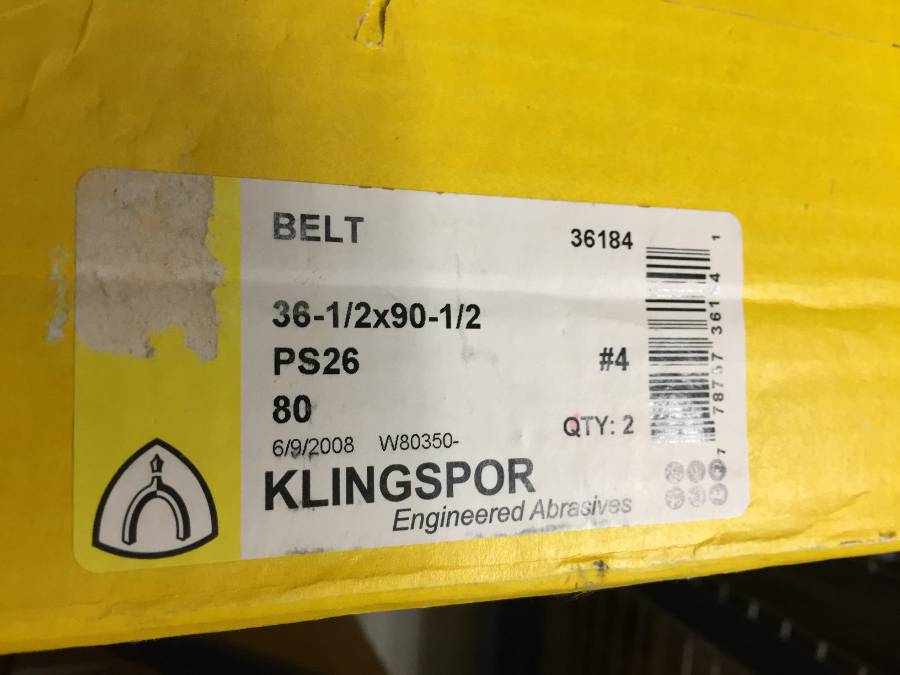 BELT
36184
36-1/2x90-1/2
PS26
#4
80
QTY: 2
6/9/2008 W80350-
KLINGSPOR
Engineered Abrasives